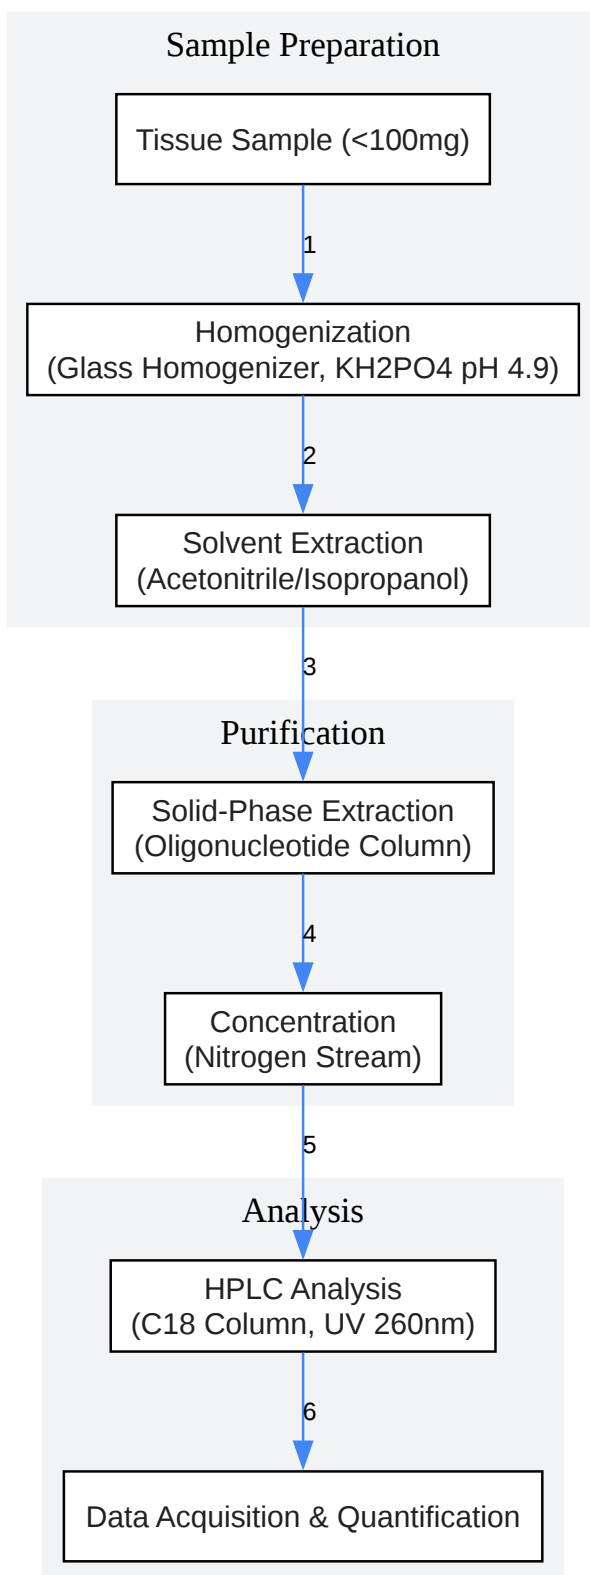 Sample Preparation
Tissue Sample (<100mg)
1
Homogenization
(Glass Homogenizer, KH2PO4 pH 4.9)
2
Solvent Extraction
(Acetonitrile/Isopropanol)
3
Purification
Solid-Phase Extraction
(Oligonucleotide Column)
4
Concentration
(Nitrogen Stream)
5
Analysis
HPLC Analysis
(C18 Column, UV 260nm)
6
Data Acquisition & Quantification